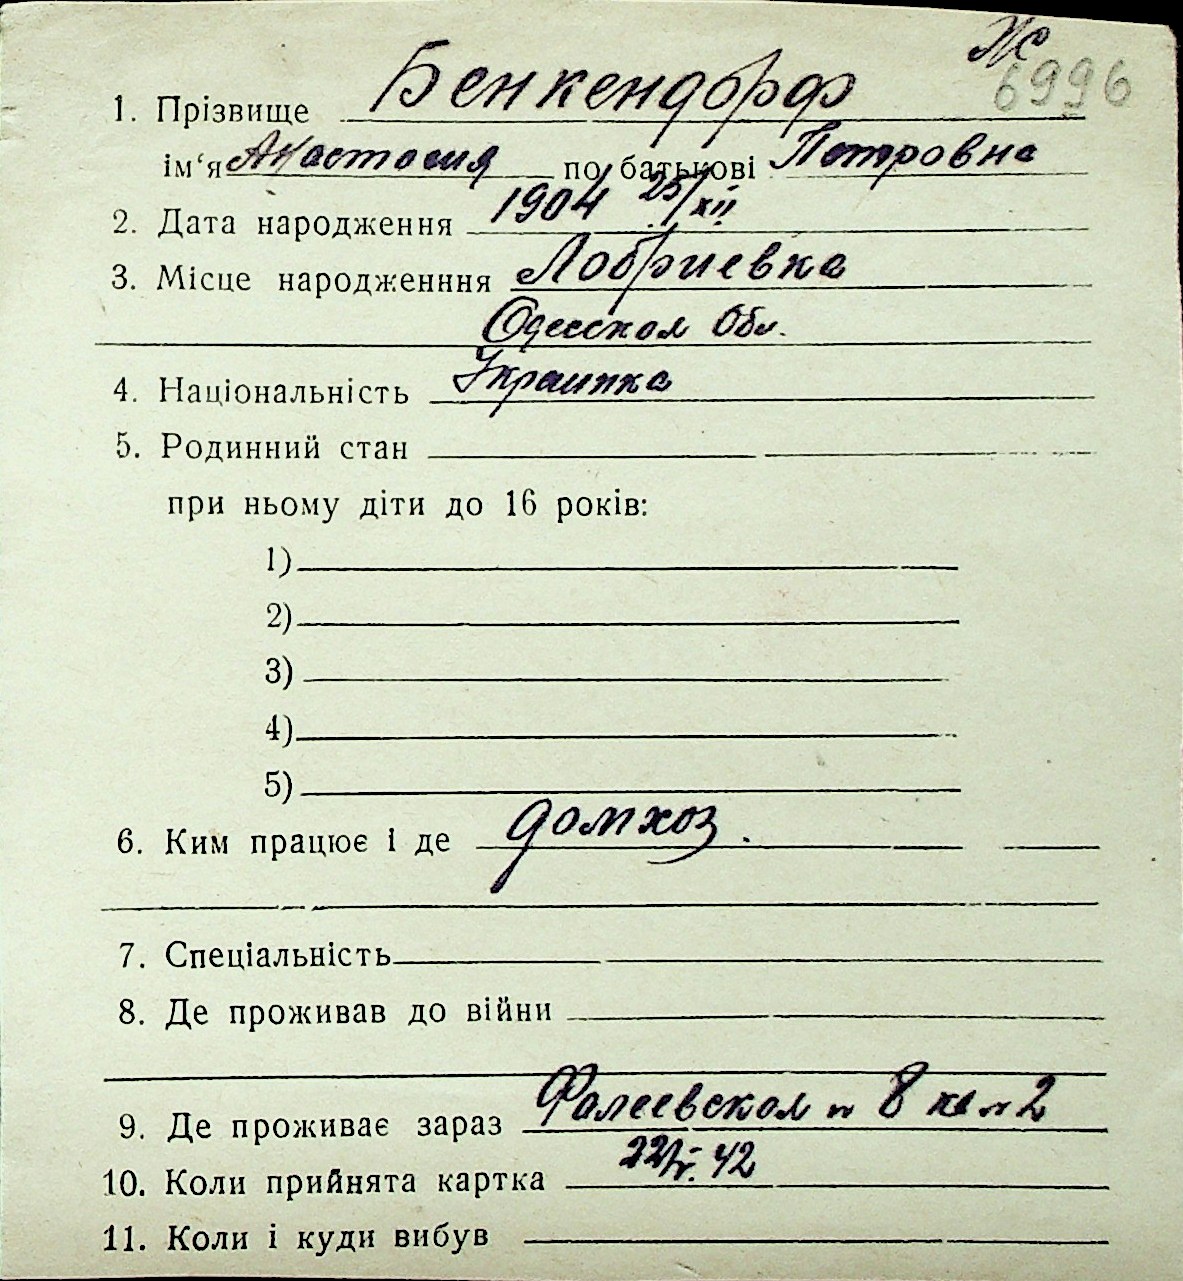 Ж
6996
1. Прізвище Бенкендорф
ім‘я Анастасия по батькові Петровна
2. Дата народження 1904 25/XII
3. Місце народженння
Одесской Обл.
4. Національність Украинка
5. Родинний стан
при ньому діти до 16 років:
1)
2)
3)
4)
5)
6. Ким працює і де домхоз.
7. Спеціальність
8. Де проживав до війни
9. Де проживає зараз Фалеевской № 8 кв № 2
10. Коли прийнята картка 22/V. 42
11. Коли і куди вибув